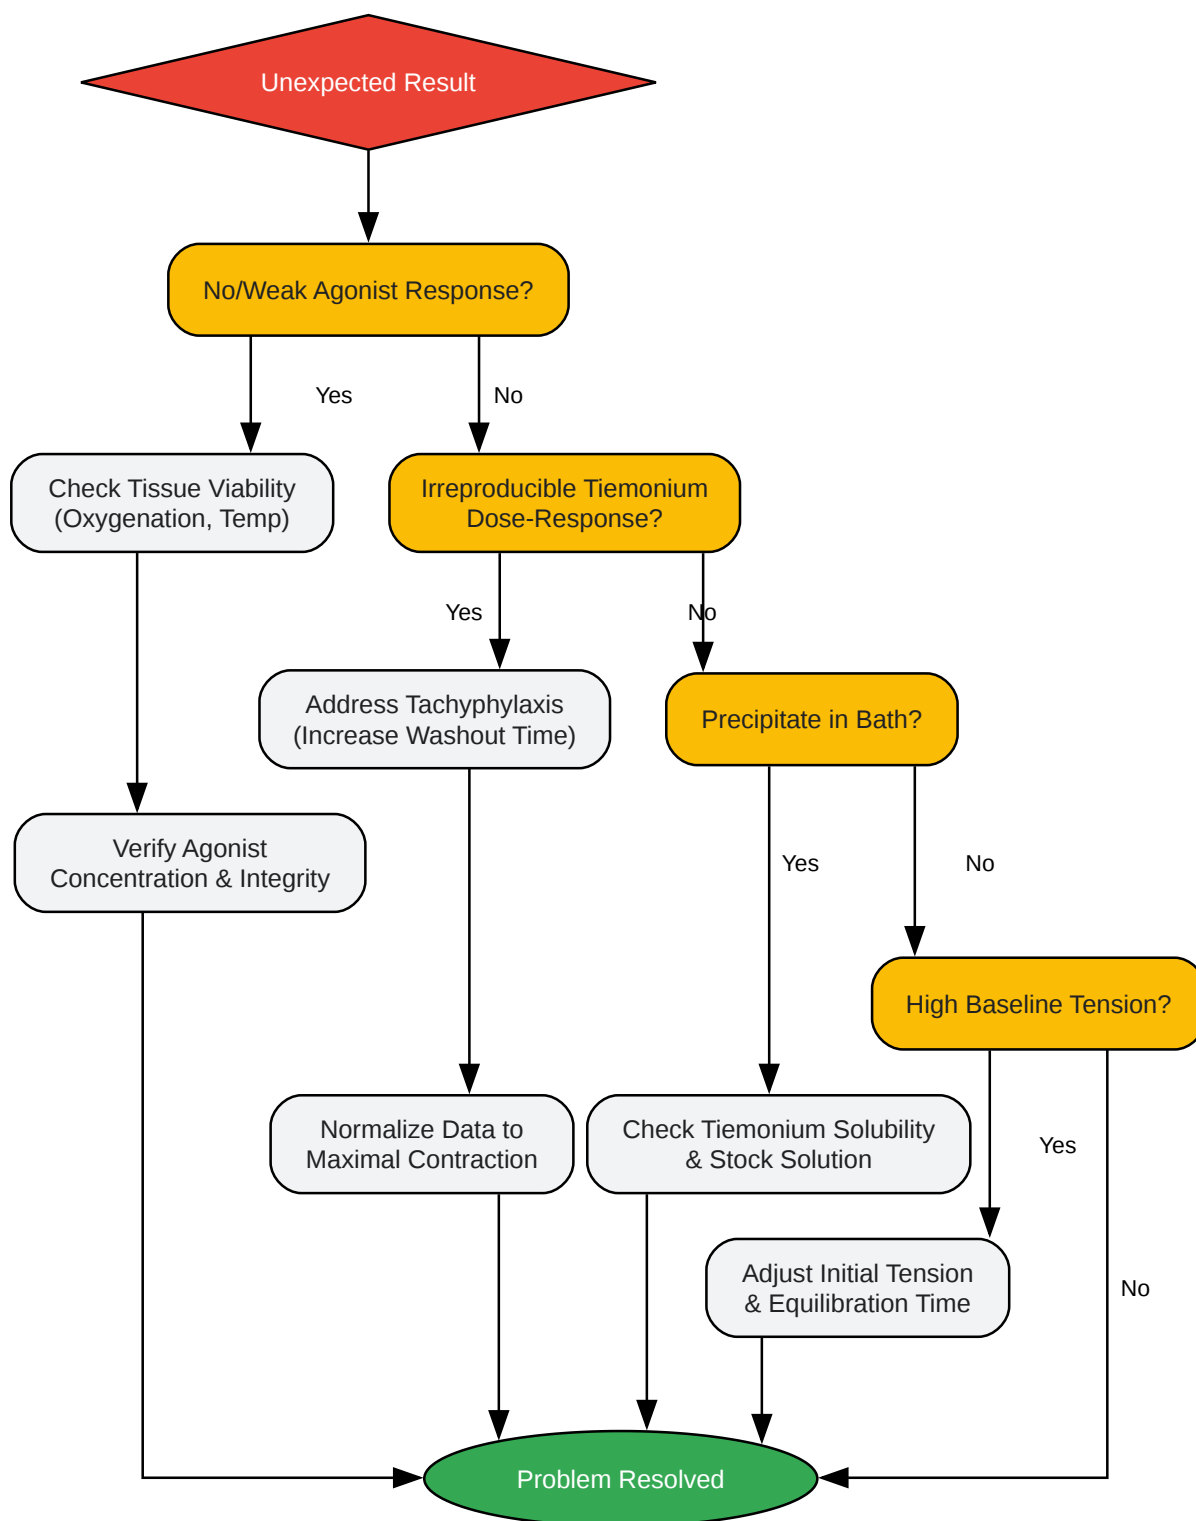 Unexpected Result
No/Weak Agonist Response?
Yes
No
Check Tissue Viability
(Oxygenation, Temp)
Irreproducible Tiemonium
Dose-Response?
Yes
No
Address Tachyphylaxis
(Increase Washout Time)
Precipitate in Bath?
Verify Agonist
Concentration & Integrity
Yes
No
High Baseline Tension?
Normalize Data to
Maximal Contraction
Check Tiemonium Solubility
& Stock Solution
Yes
Adjust Initial Tension
& Equilibration Time
No
Problem Resolved